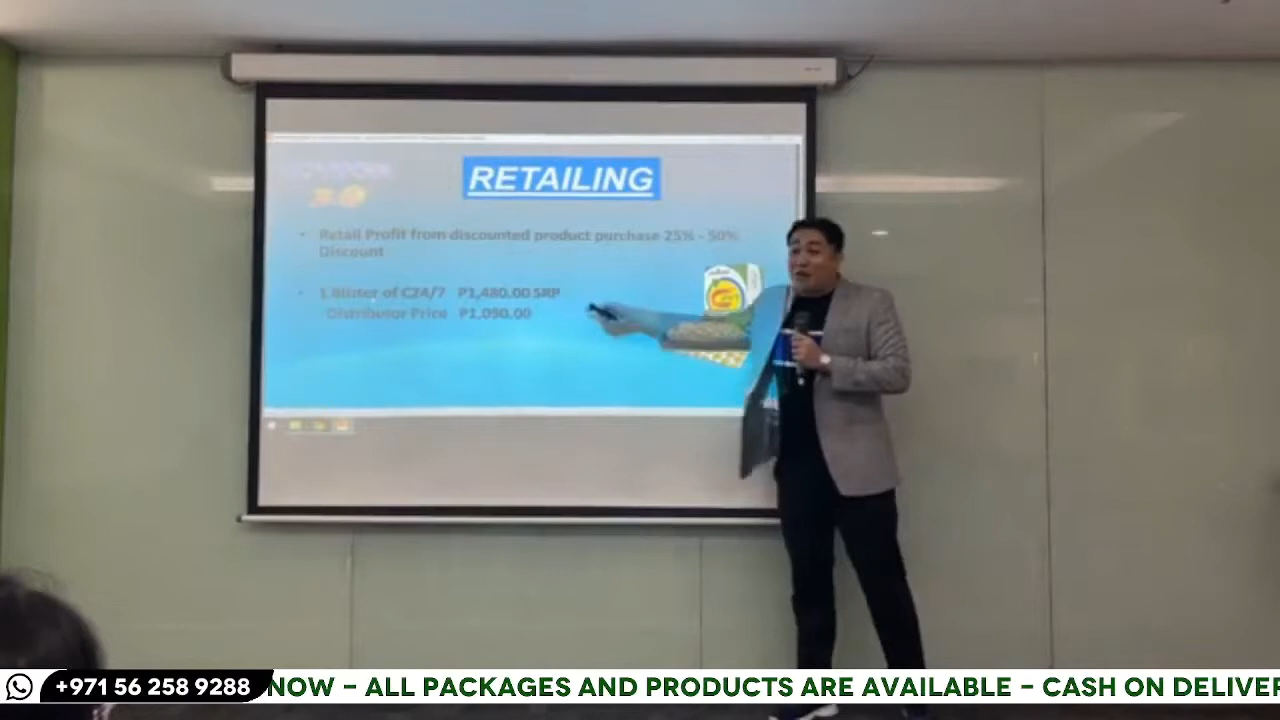 RETAILING
• Retail Profit from discounted product purchase 25% - 50%
Discount
• 1 Blister of C24/7 P1,480.00 SRP
Distributor Price P1,090.00
+971 56 258 9288
NOW - ALL PACKAGES AND PRODUCTS ARE AVAILABLE - CASH ON DELIVER